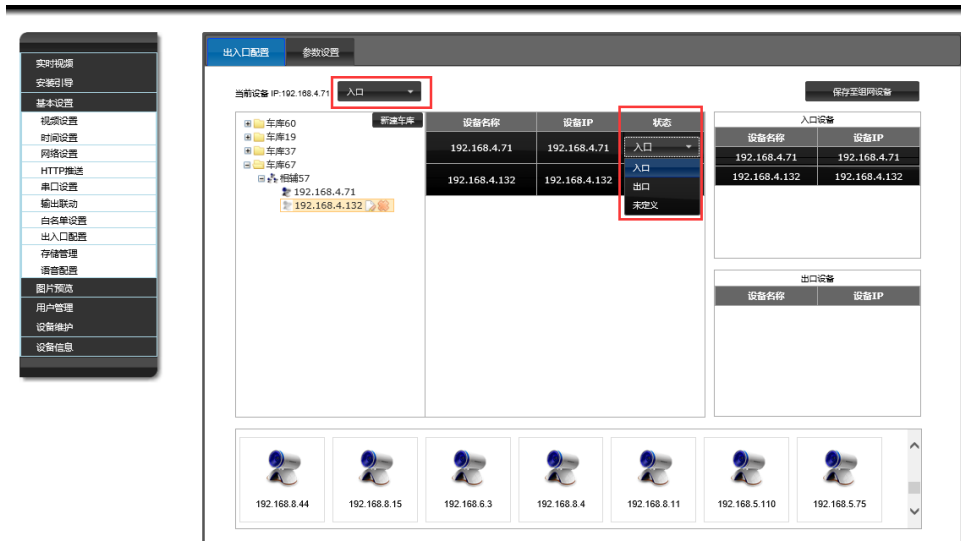 实时视频
安装引导
基本设置
视频设置
时间设置
网络设置
HTTP推送
串口设置
输出联动
白名单设置
出入口配置
存储管理
语音配置
图片预览
用户管理
设备维护
设备信息
出入口配置 参数设置
当前设备 IP:192.168.4.71 入口 保存至组网设备
新建车库
车库60
车库19
车库37
车库67
相辅57
192.168.4.71
192.168.4.132
设备名称 设备IP 状态
192.168.4.71 192.168.4.71 入口
192.168.4.132 192.168.4.132
入口
出口
未定义
入口设备
设备名称 设备IP
192.168.4.71 192.168.4.71
192.168.4.132 192.168.4.132
出口设备
设备名称 设备IP
192.168.8.44 192.168.8.15 192.168.6.3 192.168.8.4 192.168.8.11 192.168.5.110 192.168.5.75